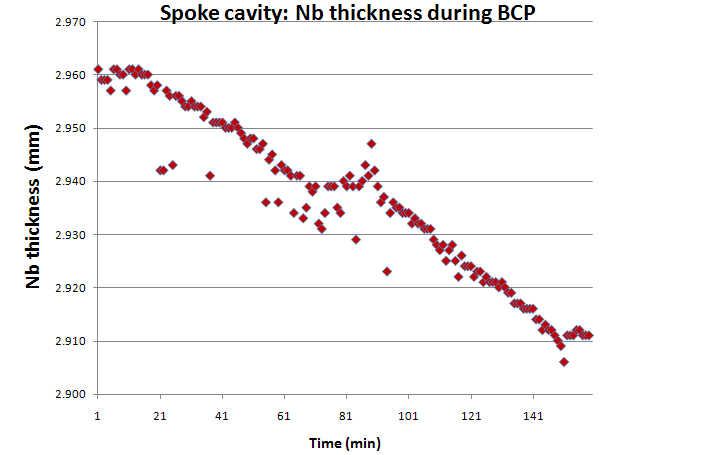 Spoke cavity: Nb thickness during BCP
2.970
2.960
2.950
2.940
2.930
2.920
2.910
2.900
Nb thickness (mm)
1 21 41 61 81 101 121 141
Time (min)